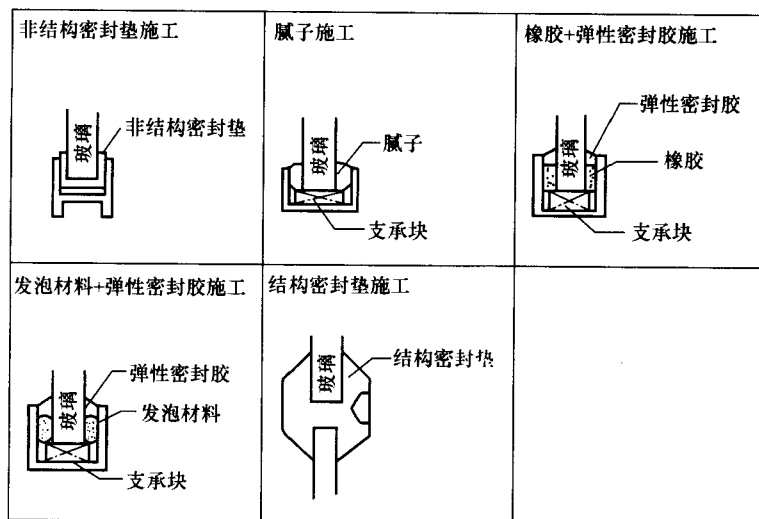 非结构密封垫施工
玻璃
非结构密封垫
腻子施工
玻璃
腻子
支承块
橡胶+弹性密封胶施工
玻璃
弹性密封胶
橡胶
支承块
发泡材料+弹性密封胶施工
玻璃
弹性密封胶
发泡材料
支承块
结构密封垫施工
玻璃
结构密封垫